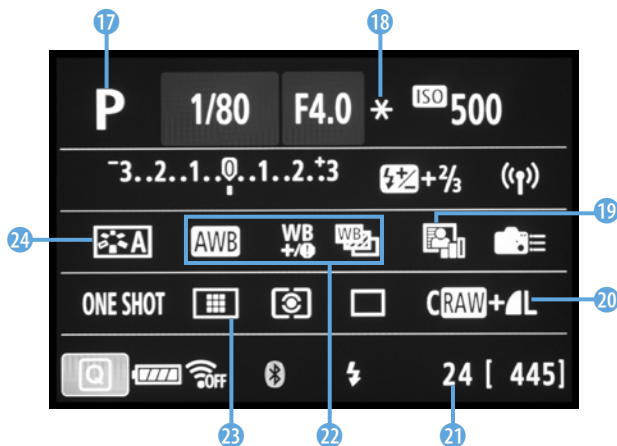 17 18
P 1/80 F4.0 * ISO 500
-3..2..1..0..1..2.+3 +2/3
19
24 A AWB WB +/- WB
ONE SHOT CRAW+L 20
Q OFF 24 [ 445]
23 22 21